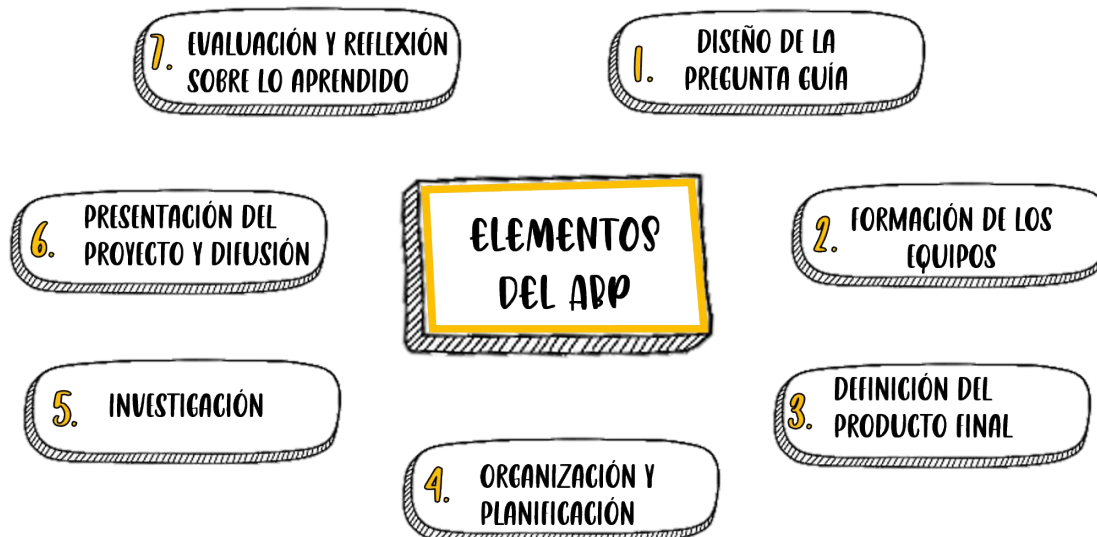 ELEMENTOS
DEL ABP
1. DISEÑO DE LA
PREGUNTA GUÍA
2. FORMACIÓN DE LOS
EQUIPOS
3. DEFINICIÓN DEL
PRODUCTO FINAL
4. ORGANIZACIÓN Y
PLANIFICACIÓN
5. INVESTIGACIÓN
6. PRESENTACIÓN DEL
PROYECTO Y DIFUSIÓN
7. EVALUACIÓN Y REFLEXIÓN
SOBRE LO APRENDIDO